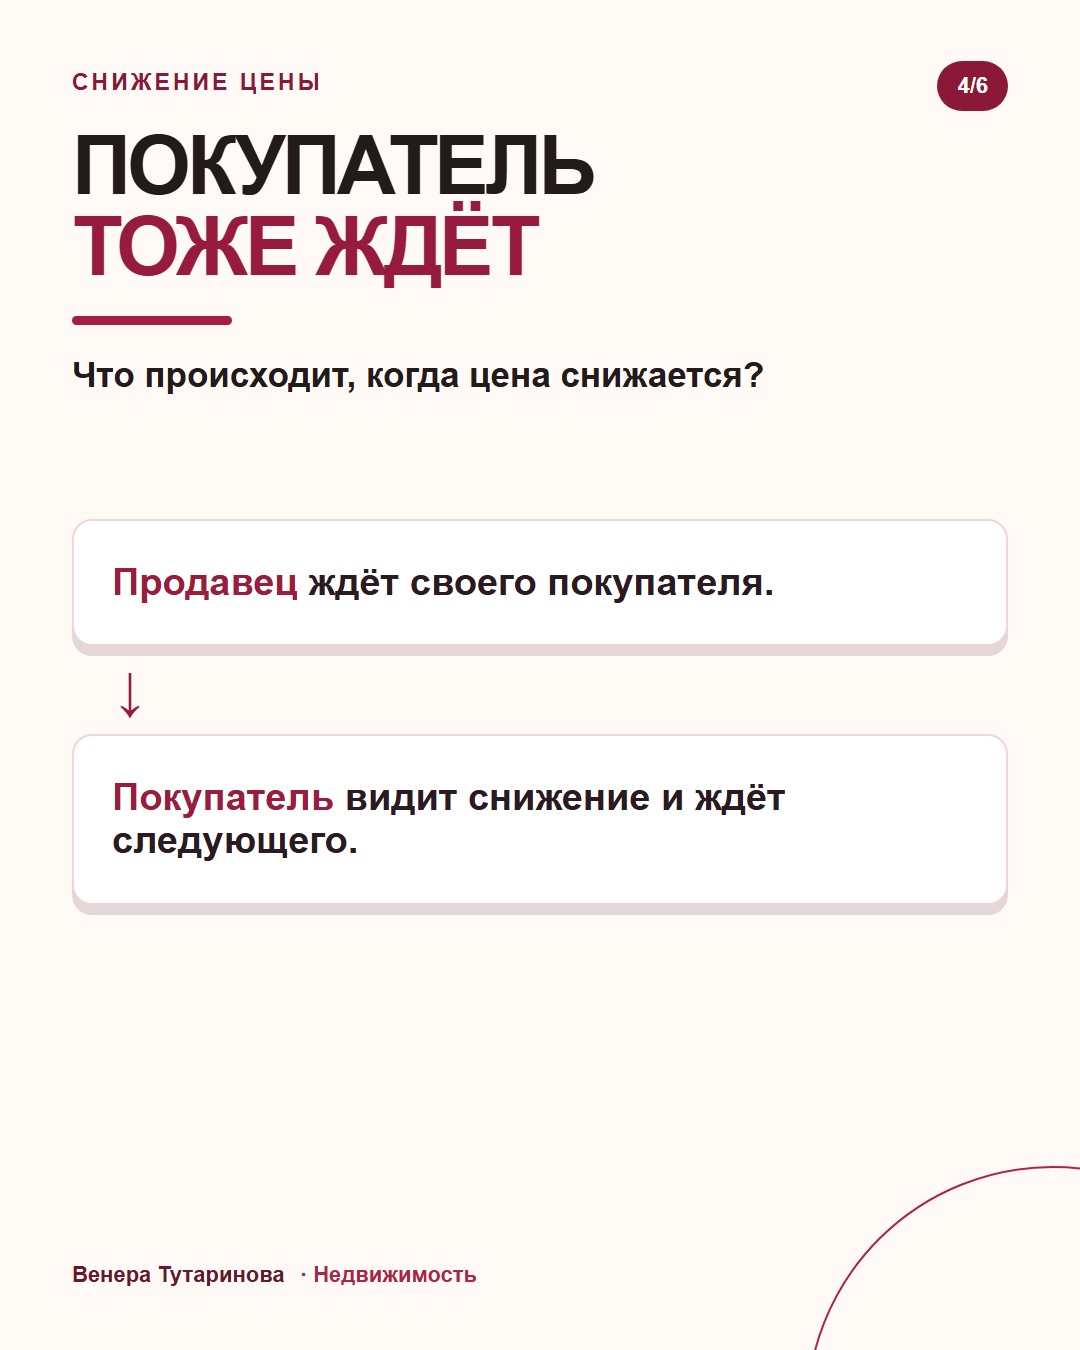 СНИЖЕНИЕ ЦЕНЫ
4/6
ПОКУПАТЕЛЬ
ТОЖЕ ЖДЁТ
Что происходит, когда цена снижается?
Продавец ждёт своего покупателя.
↓
Покупатель видит снижение и ждёт
следующего.
Венера Тутаринова · Недвижимость